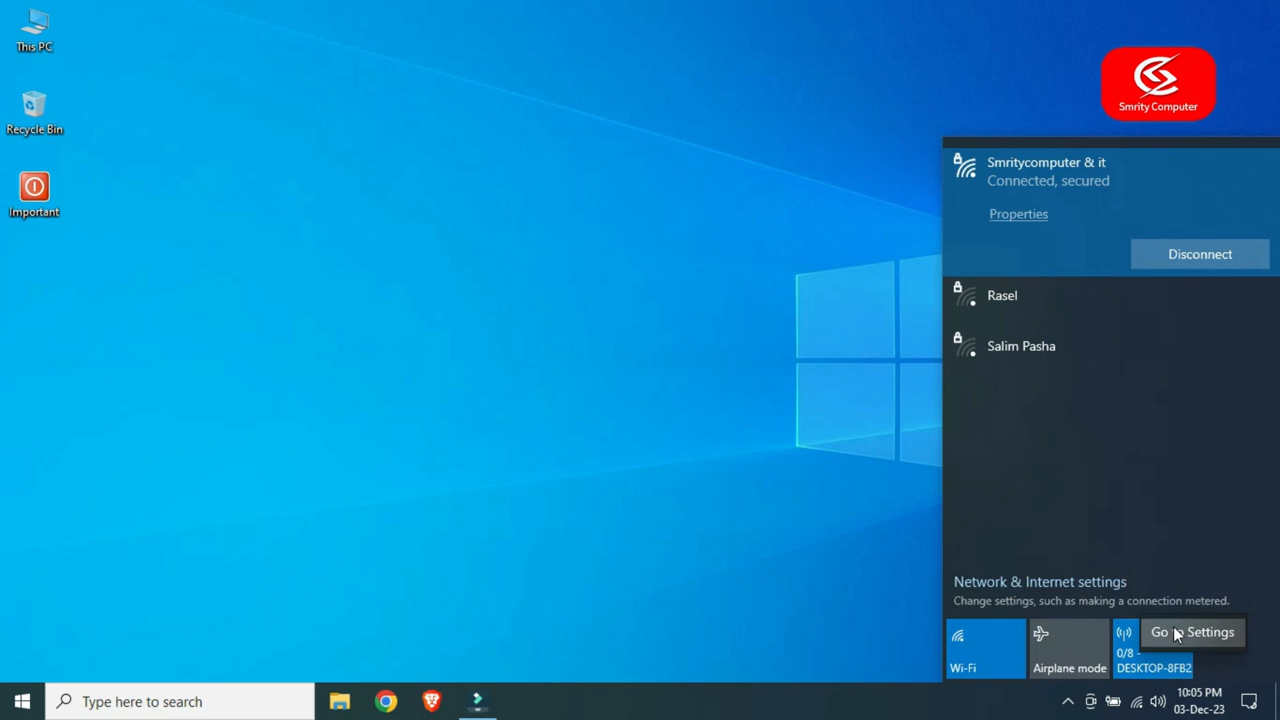 This PC
Recycle Bin
Important
Smrity Computer
Smritycomputer & it
Connected, secured
Properties
Disconnect
Rasel
Salim Pasha
Network & Internet settings
Change settings, such as making a connection metered.
Wi-Fi
Airplane mode
0/8 -
DESKTOP-8FB2
Go to Settings
Type here to search
10:05 PM
03-Dec-23